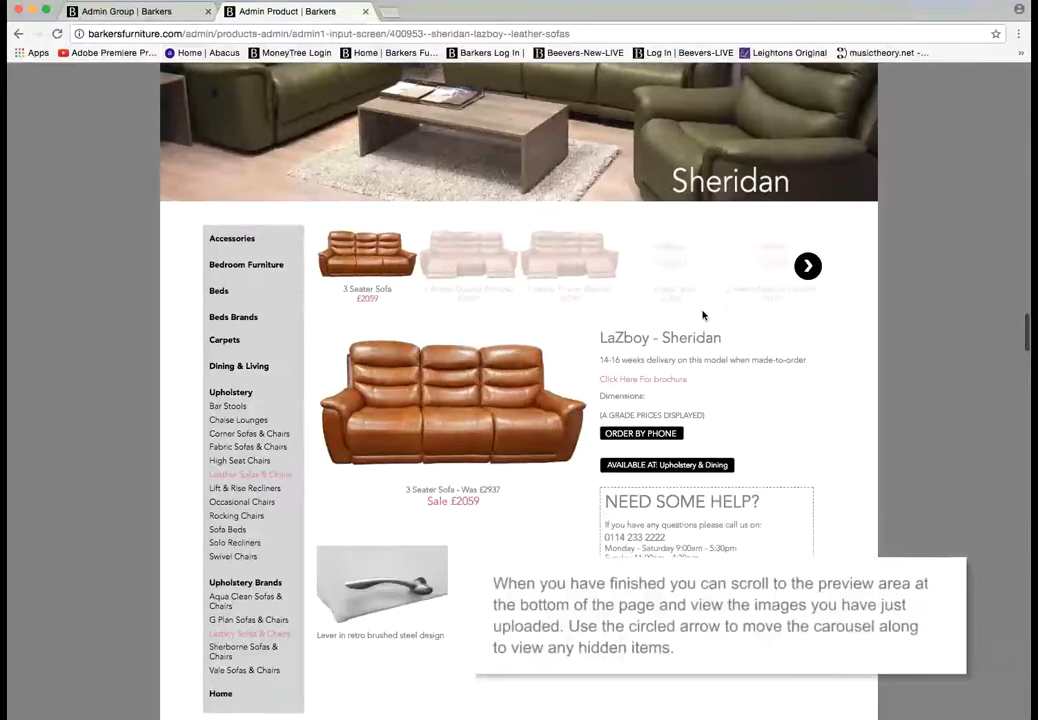 Admin Group | Barkers
Admin Product | Barkers
barkersfurniture.com/admin/products-admin/admin1-input-screen/400953--sheridan-lazboy--leather-sofas
Apps
Adobe Premiere Pr...
Home | Abacus
MoneyTree Login
Home | Barkers Fu...
Barkers Log In
Beevers-New-LIVE
Log In | Beevers-LIVE
Leightons Original
musictheory.net -...
»
Sheridan
Accessories
Bedroom Furniture
Beds
Beds Brands
Carpets
Dining & Living
Upholstery
Bar Stools
Chaise Lounges
Corner Sofas & Chairs
Fabric Sofas & Chairs
High Seat Chairs
Leather Sofas & Chairs
Lift & Rise Recliners
Occasional Chairs
Rocking Chairs
Sofa Beds
Solo Recliners
Swivel Chairs
Upholstery Brands
Aqua Clean Sofas &
Chairs
G Plan Sofas & Chairs
Lazboy Sofas & Chairs
Sherborne Sofas &
Chairs
Vale Sofas & Chairs
Home
3 Seater Sofa
£2059
3 Seater Sofa - Was £2937
Sale £2059
Lever in retro brushed steel design
LaZboy - Sheridan
14-16 weeks delivery on this model when made-to-order
Click Here For brochure
Dimensions:
(A GRADE PRICES DISPLAYED)
ORDER BY PHONE
AVAILABLE AT: Upholstery & Dining
NEED SOME HELP?
If you have any questions please call us on:
0114 233 2222
Monday - Saturday 9:00am - 5:30pm
When you have finished you can scroll to the preview area at
the bottom of the page and view the images you have just
uploaded. Use the circled arrow to move the carousel along
to view any hidden items.